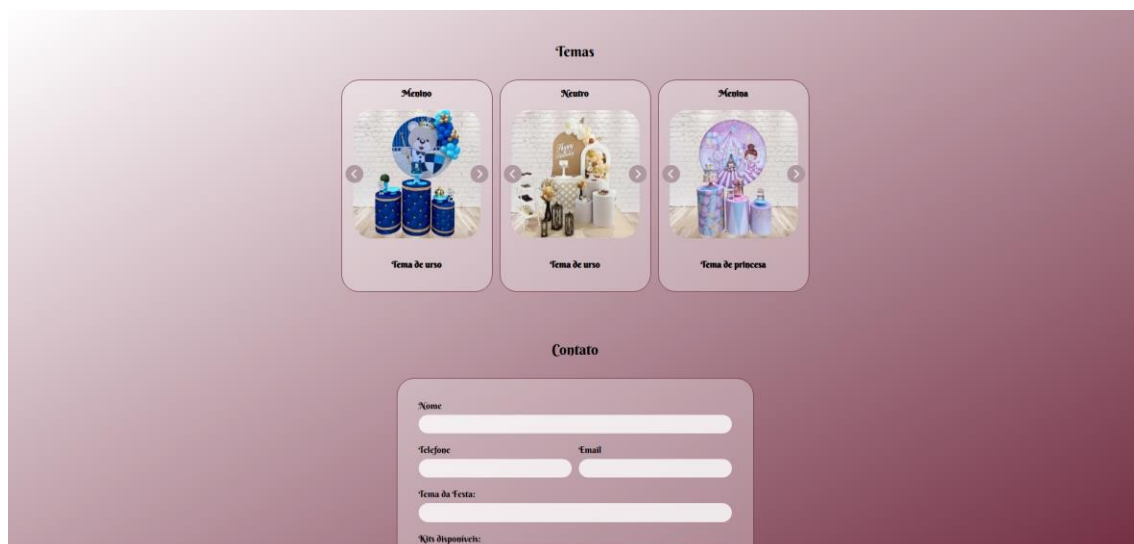 Temas
Menino
Neutro
Menina
Tema de urso
Tema de urso
Tema de princesa
Contato
Nome
Telefone
Email
Tema da Festa:
Kits disponíveis: